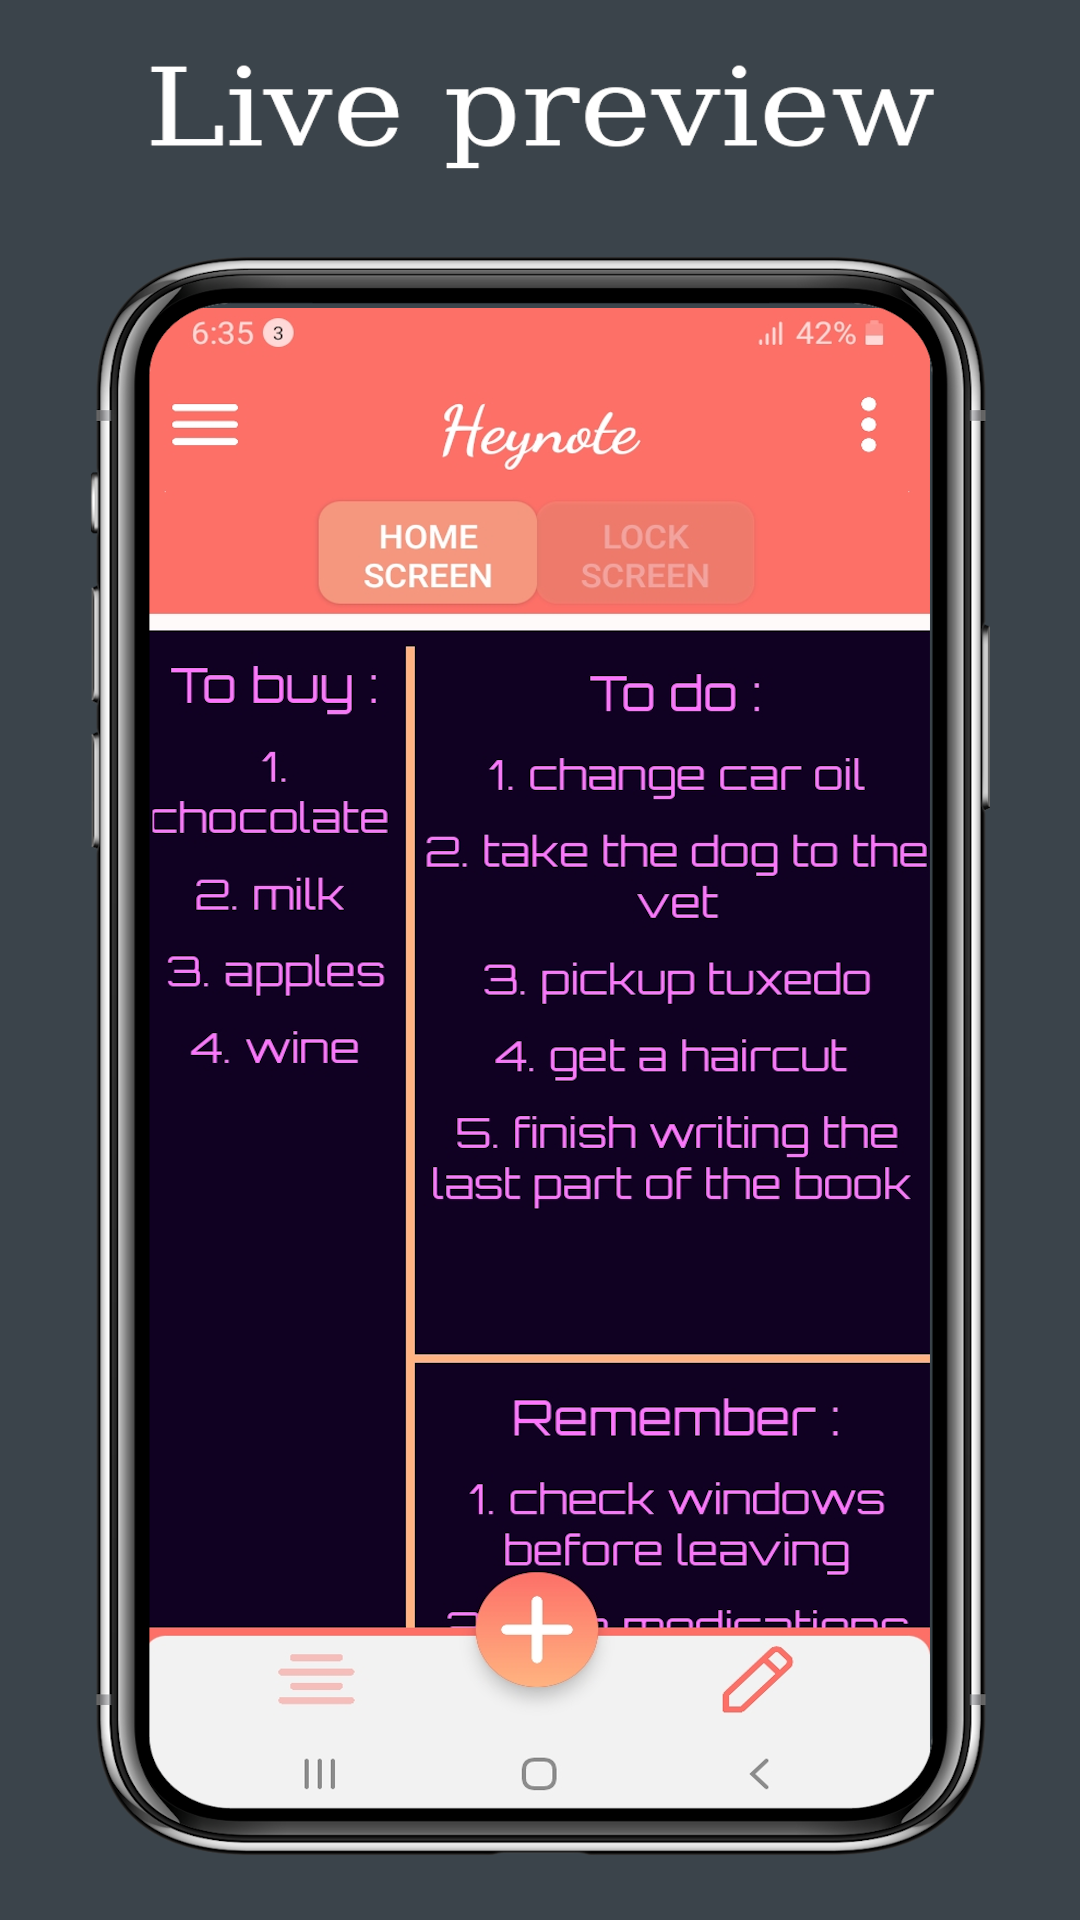 Live preview
6:35 3 42%
Heynote
HOME
SCREEN
LOCK
SCREEN
To buy :
1.
chocolate
2. milk
3. apples
4. wine
To do :
1. change car oil
2. take the dog to the
vet
3. pickup tuxedo
4. get a haircut
5. finish writing the
last part of the book
Remember :
1. check windows
before leaving
medications